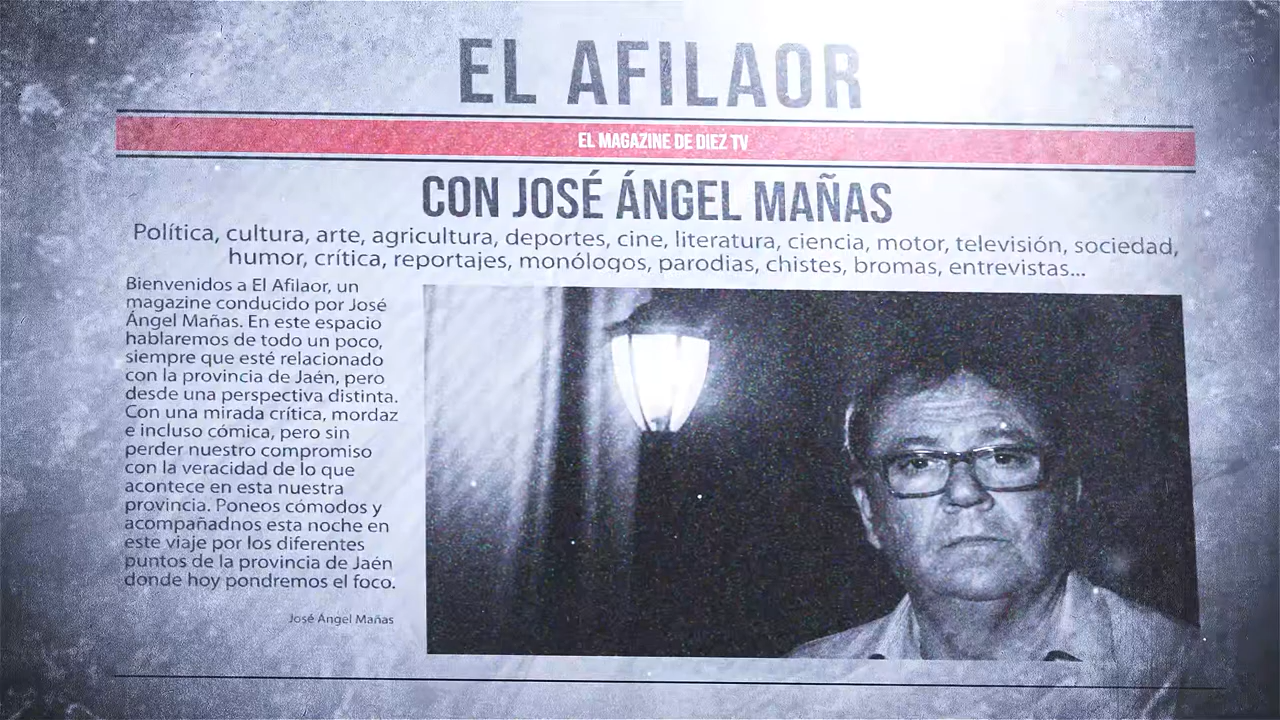 EL AFILAOR
EL MAGAZINE DE DIEZ TV
CON JOSÉ ÁNGEL MAÑAS
Política, cultura, arte, agricultura, deportes, cine, literatura, ciencia, motor, televisión, sociedad,
humor, crítica, reportajes, monólogos, parodias, chistes, bromas, entrevistas...
Bienvenidos a El Afilaor, un
magazine conducido por José
Ángel Mañas. En este espacio
hablaremos de todo un poco,
siempre que esté relacionado
con la provincia de Jaén, pero
desde una perspectiva distinta.
Con una mirada crítica, mordaz
e incluso cómica, pero sin
perder nuestro compromiso
con la veracidad de lo que
acontece en esta nuestra
provincia. Poneos cómodos y
acompañadnos esta noche en
este viaje por los diferentes
puntos de la provincia de Jaén
donde hoy pondremos el foco.
José Ángel Mañas